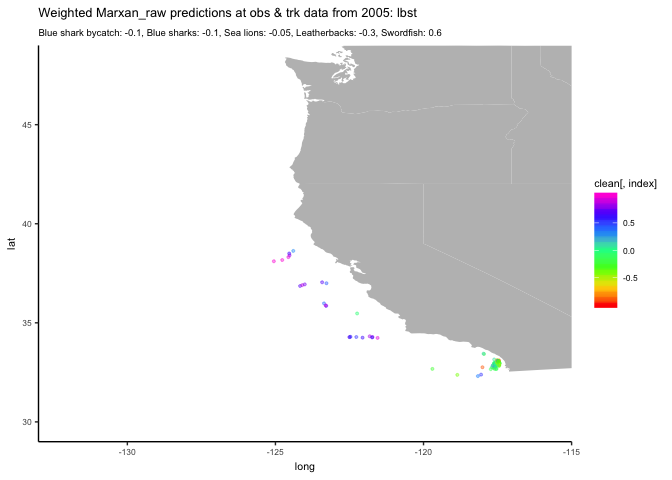 Weighted Marxan_raw predictions at obs & trk data from 2005: lbst
Blue shark bycatch: -0.1, Blue sharks: -0.1, Sea lions: -0.05, Leatherbacks: -0.3, Swordfish: 0.6
45
40
35
30
lat
-130
-125
-120
-115
long
clean[, index]
0.5
0.0
-0.5